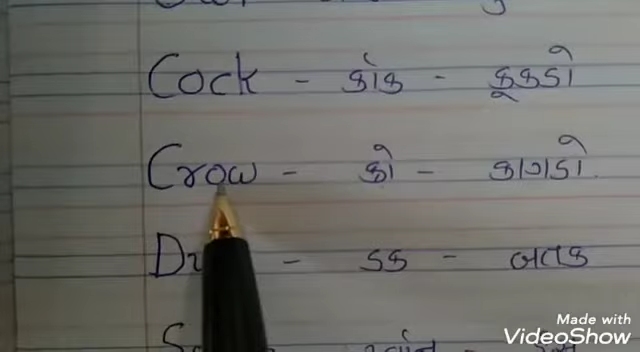 Cock - કોક - કૂકડો
Crow - ક્રો - કાગડો.
- ડક - બતક
Made with
VideoShow